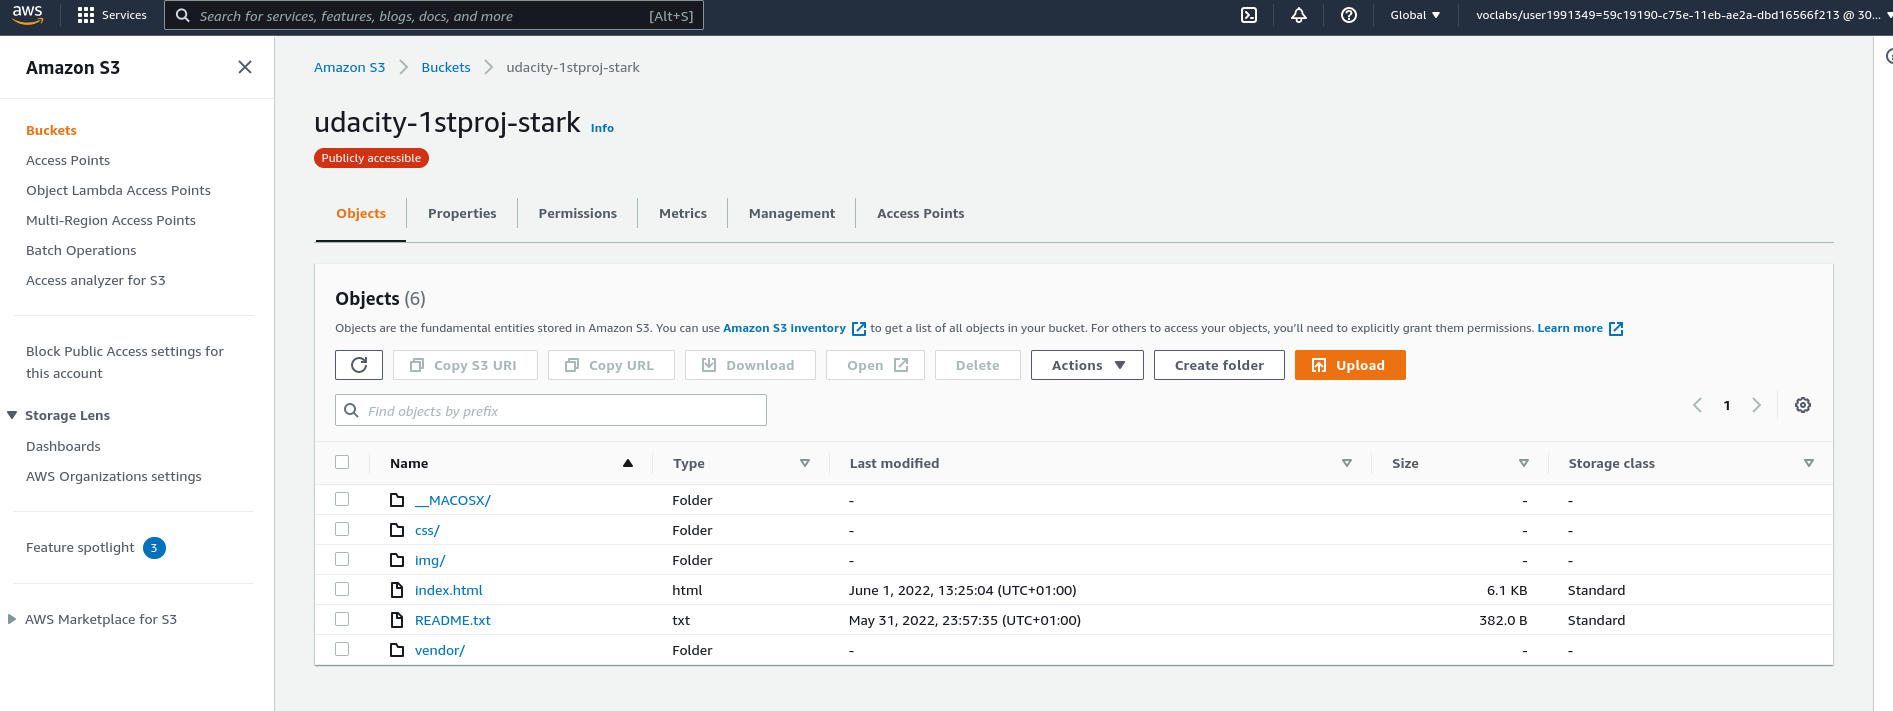 aws
Services
Search for services, features, blogs, docs, and more [Alt+S]
Global
voclabs/user1991349=59c19190-c75e-11eb-ae2a-dbd16566f213 @ 30...
Amazon S3
Buckets
Access Points
Object Lambda Access Points
Multi-Region Access Points
Batch Operations
Access analyzer for S3
Block Public Access settings for
this account
Storage Lens
Dashboards
AWS Organizations settings
Feature spotlight 3
AWS Marketplace for S3
Amazon S3 Buckets udacity-1stproj-stark
udacity-1stproj-stark Info
Publicly accessible
Objects Properties Permissions Metrics Management Access Points
Objects (6)
Objects are the fundamental entities stored in Amazon S3. You can use Amazon S3 inventory to get a list of all objects in your bucket. For others to access your objects, you'll need to explicitly grant them permissions. Learn more
Copy S3 URI Copy URL Download Open Delete Actions Create folder Upload
Find objects by prefix
1
Name Type Last modified Size Storage class
__MACOSX/ Folder - - -
css/ Folder - - -
img/ Folder - - -
index.html html June 1, 2022, 13:25:04 (UTC+01:00) 6.1 KB Standard
README.txt txt May 31, 2022, 23:57:35 (UTC+01:00) 382.0 B Standard
vendor/ Folder - - -